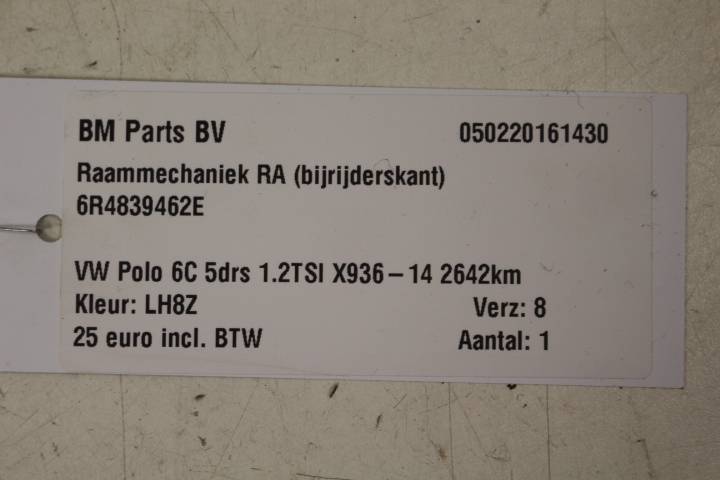 BM Parts BV 050220161430
Raammechaniek RA (bijrijderskant)
6R4839462E
VW Polo 6C 5drs 1.2TSI X936-14 2642km
Kleur: LH8Z Verz: 8
25 euro incl. BTW Aantal: 1